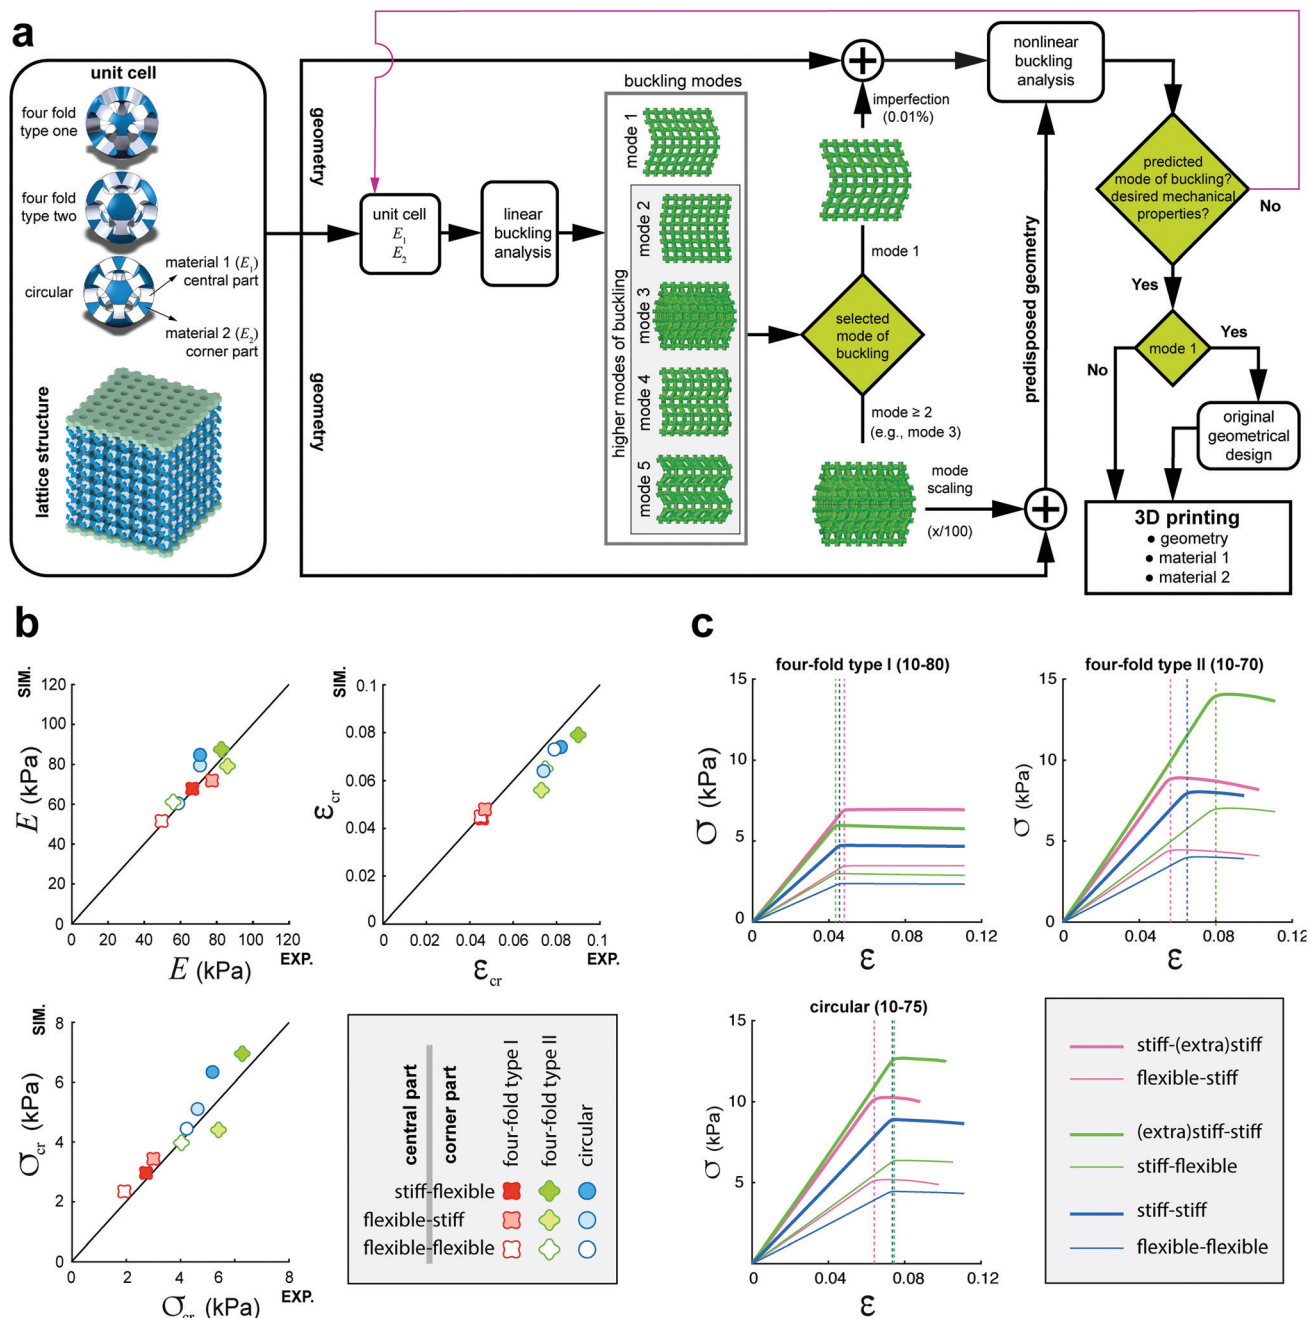 a
unit cell
four fold
type one
four fold
type two
circular
material 1 (E1)
central part
material 2 (E2)
corner part
lattice structure
geometry
geometry
unit cell
E1
E2
linear
buckling
analysis
buckling modes
mode 1
higher modes of buckling
mode 2
mode 3
mode 4
mode 5
imperfection
(0.01%)
mode 1
selected
mode of
buckling
mode ≥ 2
(e.g., mode 3)
mode
scaling
(x/100)
predisposed geometry
nonlinear
buckling
analysis
predicted
mode of buckling?
desired mechanical
properties?
No
Yes
mode 1
Yes
No
original
geometrical
design
3D printing
• geometry
• material 1
• material 2
b
SIM.
E (kPa)
120
100
80
60
40
20
0
0 20 40 60 80 100 120
E (kPa)
EXP.
SIM.
εcr
0.1
0.08
0.06
0.04
0.02
0
0 0.02 0.04 0.06 0.08 0.1
εcr
EXP.
SIM.
σcr (kPa)
8
6
4
2
0
0 2 4 6 8
σcr (kPa)
EXP.
central part
corner part
four-fold type I
four-fold type II
circular
stiff-flexible
flexible-stiff
flexible-flexible
c
four-fold type I (10-80)
σ (kPa)
15
10
5
0
0 0.04 0.08 0.12
ε
four-fold type II (10-70)
σ (kPa)
15
10
5
0
0 0.04 0.08 0.12
ε
circular (10-75)
σ (kPa)
15
10
5
0 0.04 0.08 0.12
ε
stiff-(extra)stiff
flexible-stiff
(extra)stiff-stiff
stiff-flexible
stiff-stiff
flexible-flexible